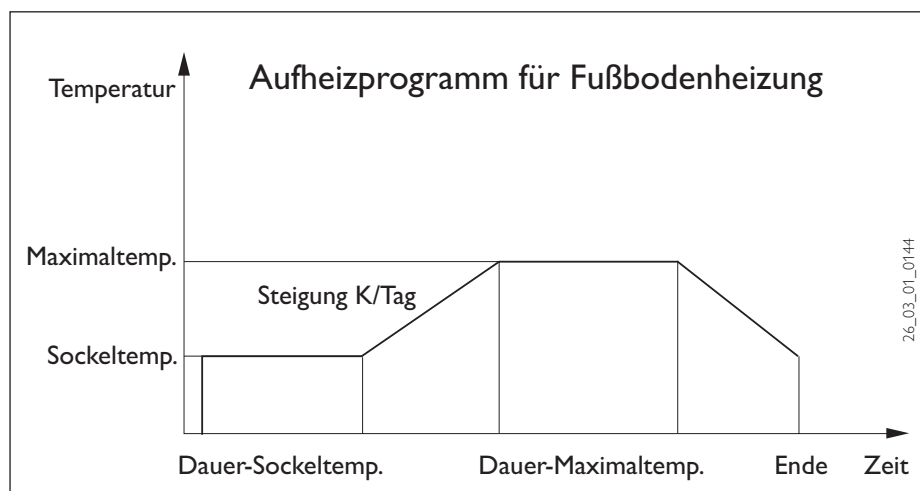 Aufheizprogramm für Fußbodenheizung
Temperatur
Maximaltemp.
Steigung K/Tag
Sockeltemp.
Dauer-Sockeltemp. Dauer-Maximaltemp. Ende Zeit
26_03_01_0144